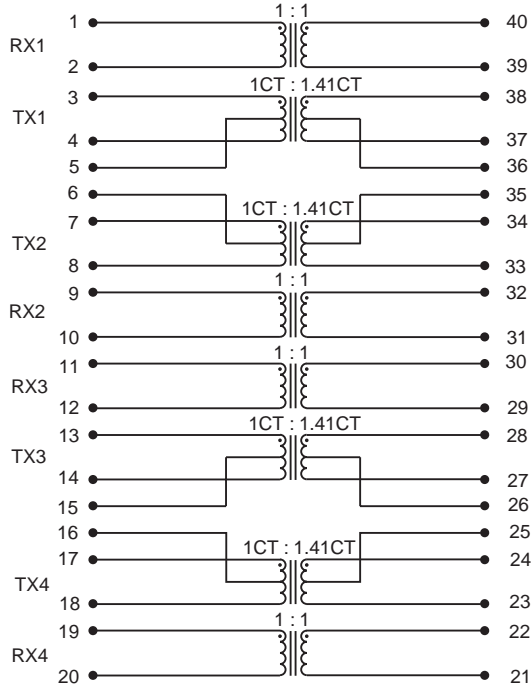 1 1 : 1 40
RX1
2 39
3 1CT : 1.41CT 38
TX1
4 37
5 36
6 35
7 1CT : 1.41CT 34
TX2
8 33
9 1 : 1 32
RX2
10 31
11 1 : 1 30
RX3
12 29
13 1CT : 1.41CT 28
TX3
14 27
15 26
16 25
17 1CT : 1.41CT 24
TX4
18 23
19 1 : 1 22
RX4
20 21